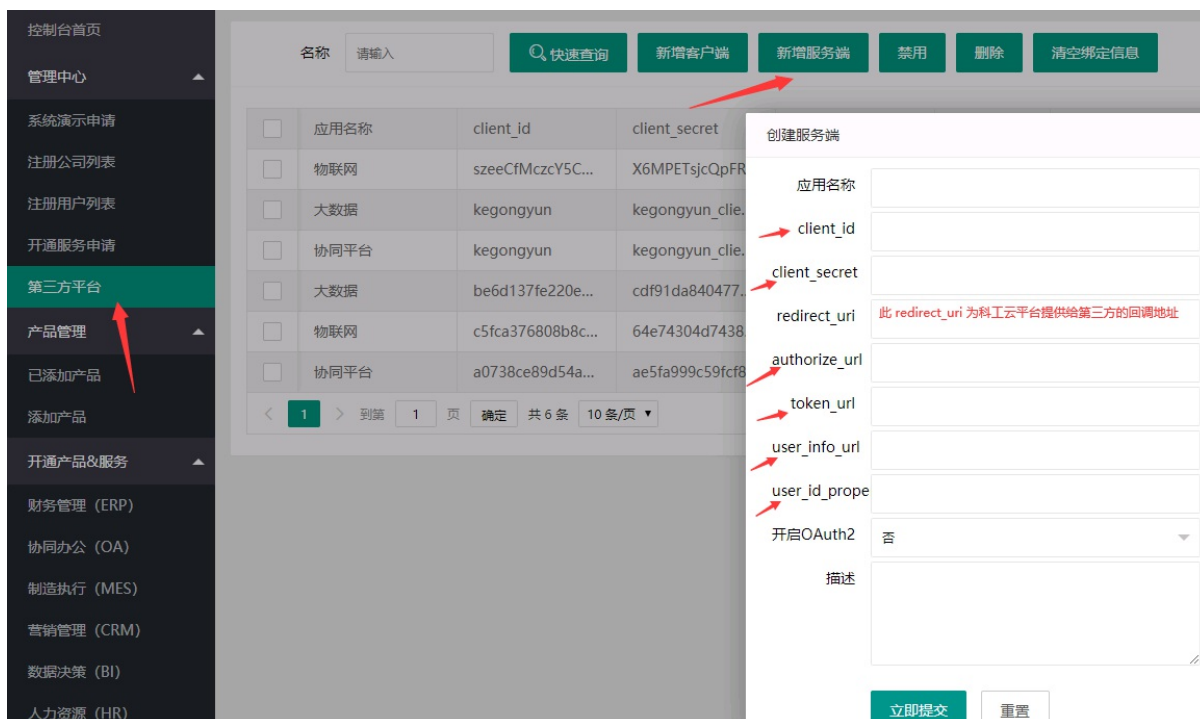 控制台首页
管理中心
系统演示申请
注册公司列表
注册用户列表
开通服务申请
第三方平台
产品管理
已添加产品
添加产品
开通产品&服务
财务管理（ERP）
协同办公（OA）
制造执行（MES）
营销管理（CRM）
数据决策（BI）
人力资源（HR）
名称 请输入 快速查询 新增客户端 新增服务端 禁用 删除 清空绑定信息
应用名称 client_id client_secret
物联网 szeeCfMczcY5C... X6MPETsjcQpFR
大数据 kegongyun kegongyun_clie.
协同平台 kegongyun kegongyun_clie.
大数据 be6d137fe220e... cdf91da840477..
物联网 c5fca376808b8c... 64e74304d7438
协同平台 a0738ce89d54a... ae5fa999c59fcf8
< 1 > 到第 1 页 确定 共 6 条 10 条/页
创建服务端
应用名称
client_id
client_secret
redirect_uri 此 redirect_uri 为科工云平台提供给第三方的回调地址
authorize_url
token_url
user_info_url
user_id_prope
开启OAuth2 否
描述
立即提交 重置